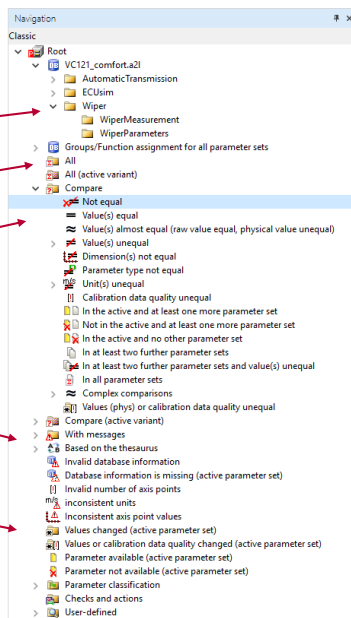 Navigation
Classic
Root
VC121_comfort.a2l
AutomaticTransmission
ECUsim
Wiper
WiperMeasurement
WiperParameters
Groups/Function assignment for all parameter sets
All
All (active variant)
Compare
Not equal
Value(s) equal
Value(s) almost equal (raw value equal, physical value unequal)
Value(s) unequal
Dimension(s) not equal
Parameter type not equal
Unit(s) unequal
Calibration data quality unequal
In the active and at least one more parameter set
Not in the active and at least one more parameter set
In the active and no other parameter set
In at least two further parameter sets
In at least two further parameter sets and value(s) unequal
In all parameter sets
Complex comparisons
Values (phys) or calibration data quality unequal
Compare (active variant)
With messages
Based on the thesaurus
Invalid database information
Database information is missing (active parameter set)
Invalid number of axis points
inconsistent units
Inconsistent axis point values
Values changed (active parameter set)
Values or calibration data quality changed (active parameter set)
Parameter available (active parameter set)
Parameter not available (active parameter set)
Parameter classification
Checks and actions
User-defined